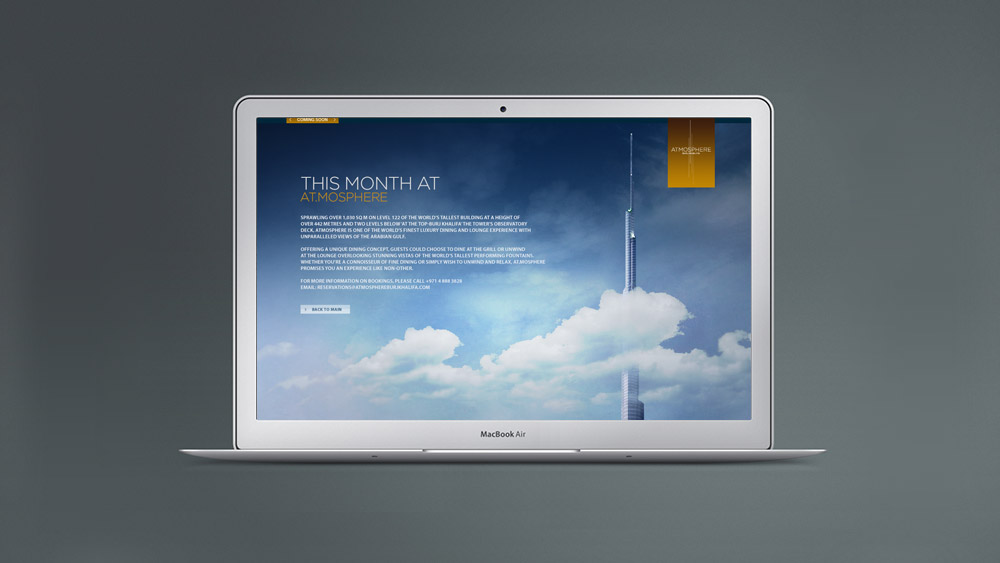 COMING SOON
AT.MOSPHERE
THIS MONTH AT
AT.MOSPHERE
SPRAWLING OVER 1,030 SQ M ON LEVEL 122 OF THE WORLD'S TALLEST BUILDING AT A HEIGHT OF
OVER 442 METRES AND TWO LEVELS BELOW 'AT THE TOP-BURJ KHALIFA' THE TOWER'S OBSERVATORY
DECK, ATMOSPHERE IS ONE OF THE WORLD'S FINEST LUXURY DINING AND LOUNGE EXPERIENCE WITH
UNPARALLELED VIEWS OF THE ARABIAN GULF.
OFFERING A UNIQUE DINING CONCEPT, GUESTS COULD CHOOSE TO DINE AT THE GRILL OR UNWIND
AT THE LOUNGE OVERLOOKING STUNNING VISTAS OF THE WORLD'S TALLEST PERFORMING FOUNTAINS.
WHETHER YOU'RE A CONNOISSEUR OF FINE DINING OR SIMPLY WISH TO UNWIND AND RELAX, AT.MOSPHERE
PROMISES YOU AN EXPERIENCE LIKE NON-OTHER.
FOR MORE INFORMATION OR BOOKINGS, PLEASE CALL +971 4 888 3828
EMAIL: RESERVATIONS@ATMOSPHEREBURJKHALIFA.COM
BACK TO MAIN
MacBook Air